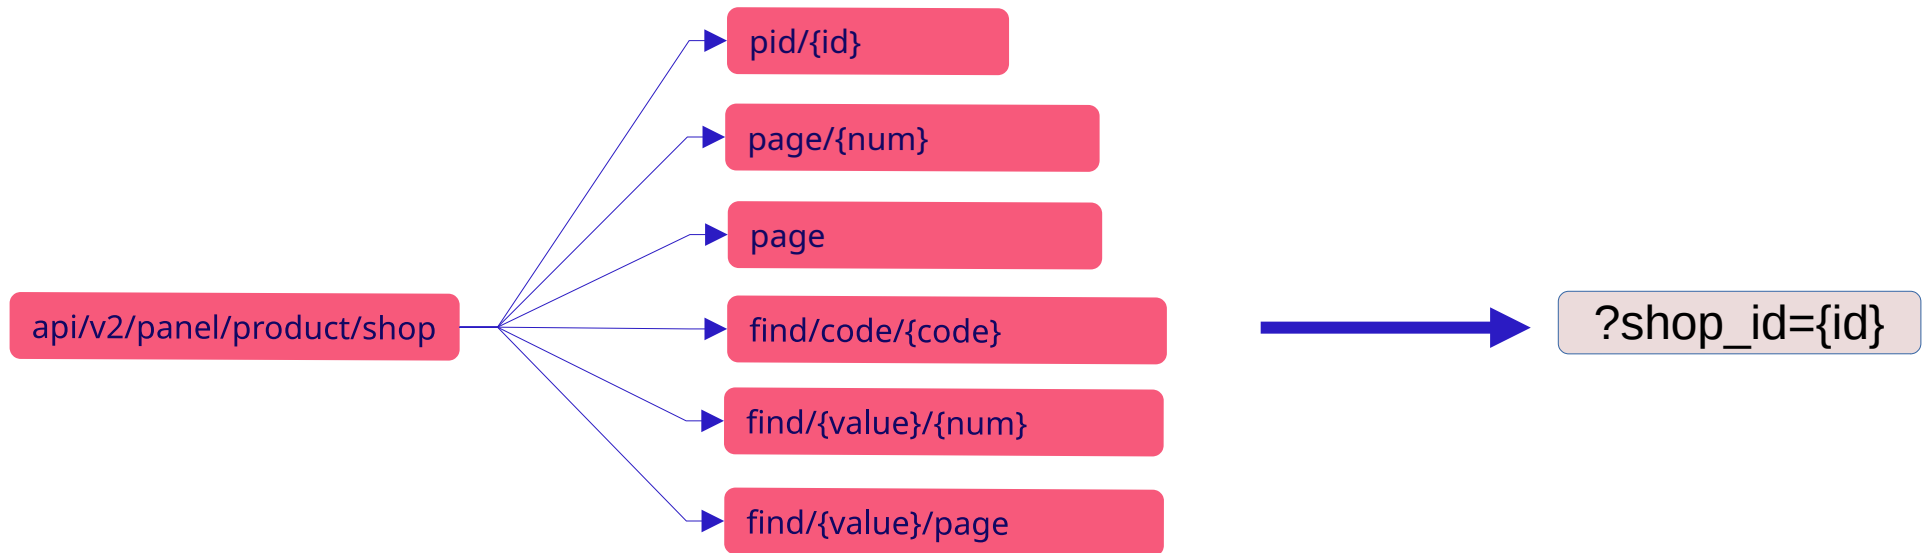 api/v2/panel/product/shop
pid/{id}
page/{num}
page
find/code/{code}
find/{value}/{num}
find/{value}/page
?shop_id={id}